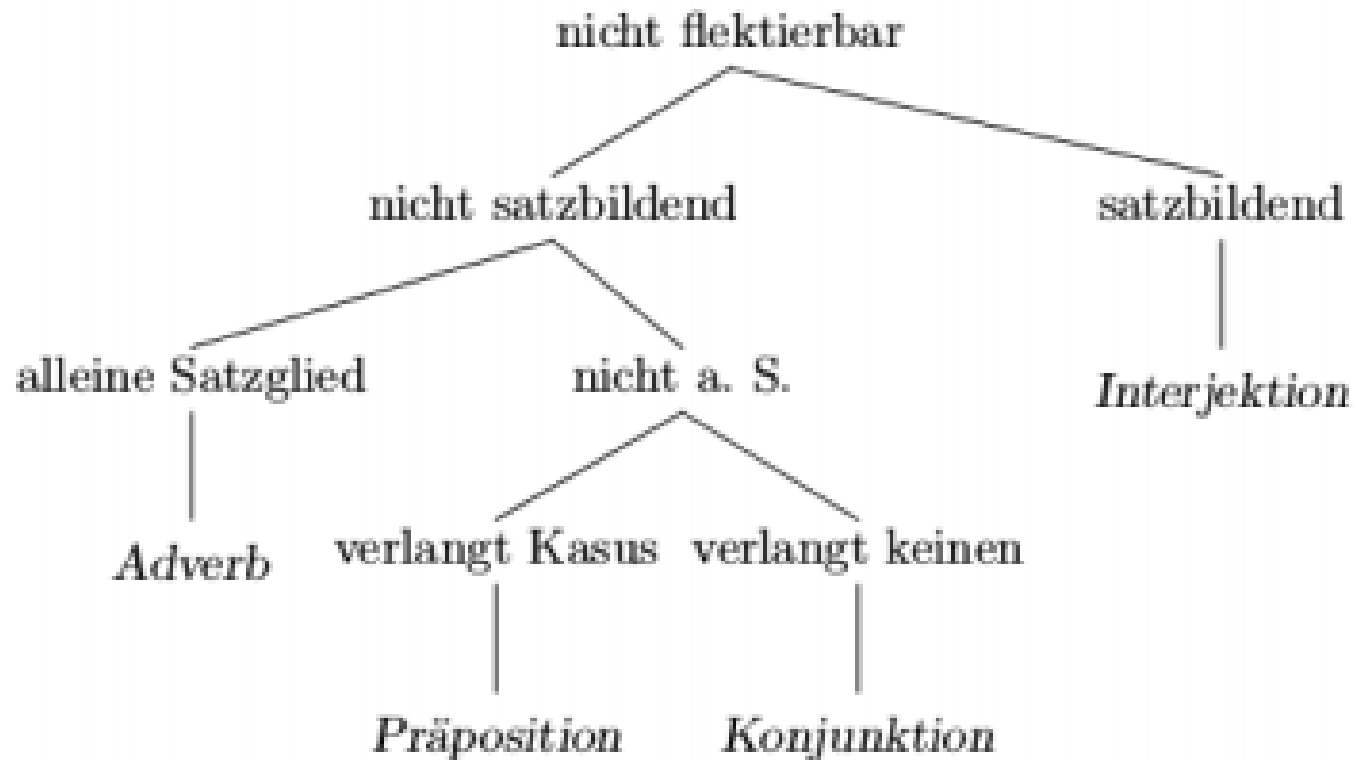 nicht flektierbar
nicht satzbildend satzbildend
alleine Satzglied nicht a. S. Interjektion
Adverb verlangt Kasus verlangt keinen
Präposition Konjunktion